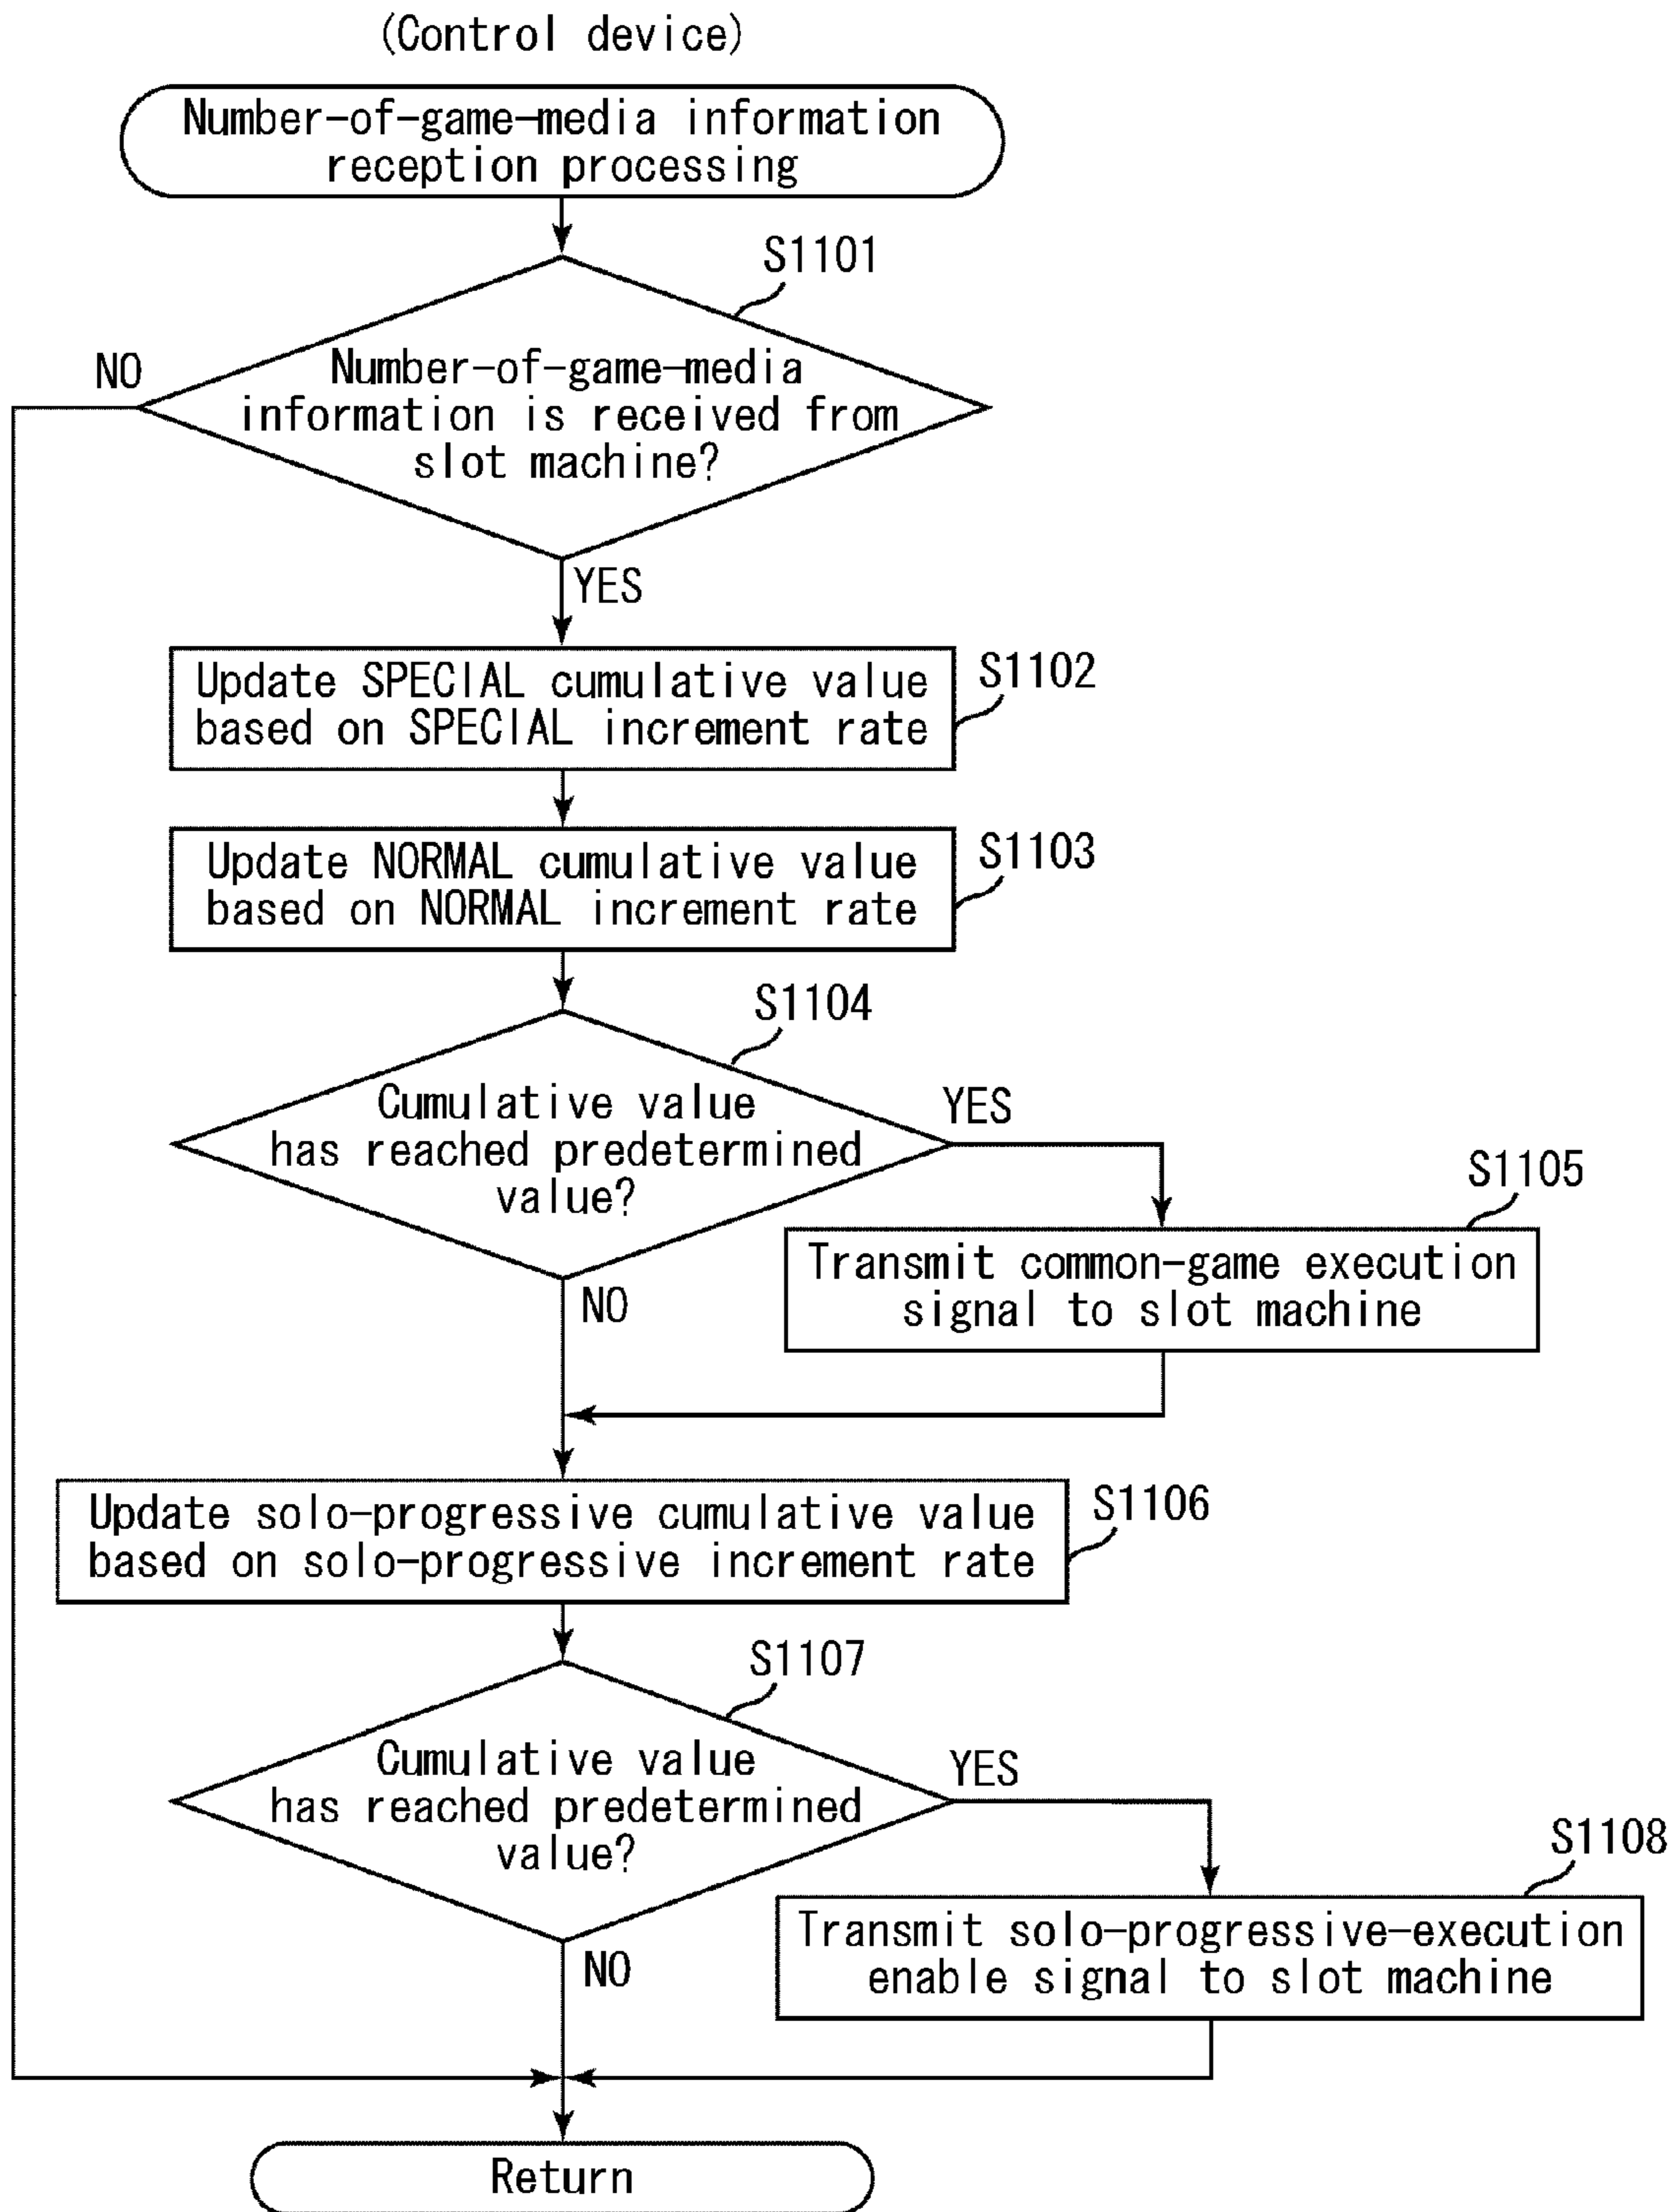 (Control device)
Number-of-game-media information
reception processing
S1101
NO
Number-of-game-media
information is received from
slot machine?
YES
Update SPECIAL cumulative value
based on SPECIAL increment rate
S1102
Update NORMAL cumulative value
based on NORMAL increment rate
S1103
S1104
Cumulative value
has reached predetermined
value?
YES
S1105
Transmit common-game execution
signal to slot machine
NO
Update solo-progressive cumulative value
based on solo-progressive increment rate
S1106
S1107
Cumulative value
has reached predetermined
value?
YES
S1108
Transmit solo-progressive-execution
enable signal to slot machine
NO
Return